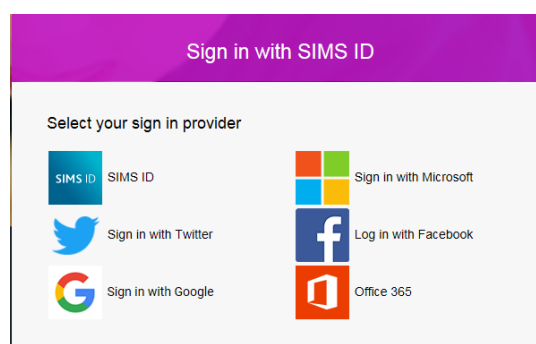 Sign in with SIMS ID
Select your sign in provider
SIMS ID SIMS ID
Sign in with Microsoft
Sign in with Twitter
Log in with Facebook
Sign in with Google
Office 365